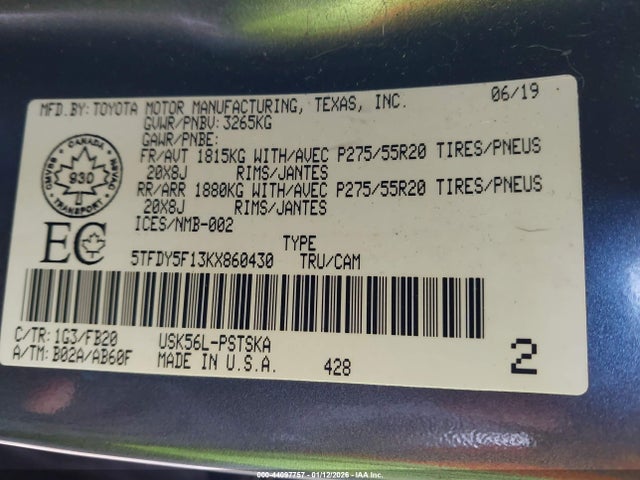 MFD.BY: TOYOTA MOTOR MANUFACTURING, TEXAS, INC. 06/19
GVWR/PNBV: 3265KG
GAWR/PNBE:
FR/AVT 1815KG WITH/AVEC P275/55R20 TIRES/PNEUS
20X8J RIMS/JANTES
RR/ARR 1880KG WITH/AVEC P275/55R20 TIRES/PNEUS
20X8J RIMS/JANTES
ICES/NMB-002
CANADA
930
TRANSPORT
EC
TYPE
5TFDY5F13KX860430 TRU/CAM
C/TR: 1G3/FB20 USK56L-PSTSKA
A/TM: B02A/AB60F MADE IN U.S.A. 428 2
000-44097757 - 01/12/2026 - IAA Inc.